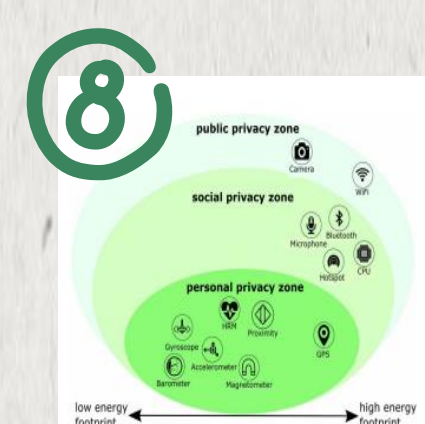 8
public privacy zone
Camera
WiFi
social privacy zone
Microphone
Bluetooth
Hotspot
CPU
personal privacy zone
HRM
Proximity
Gyroscope
GPS
Accelerometer
Barometer
Magnetometer
low energy
footprint
high energy
footprint